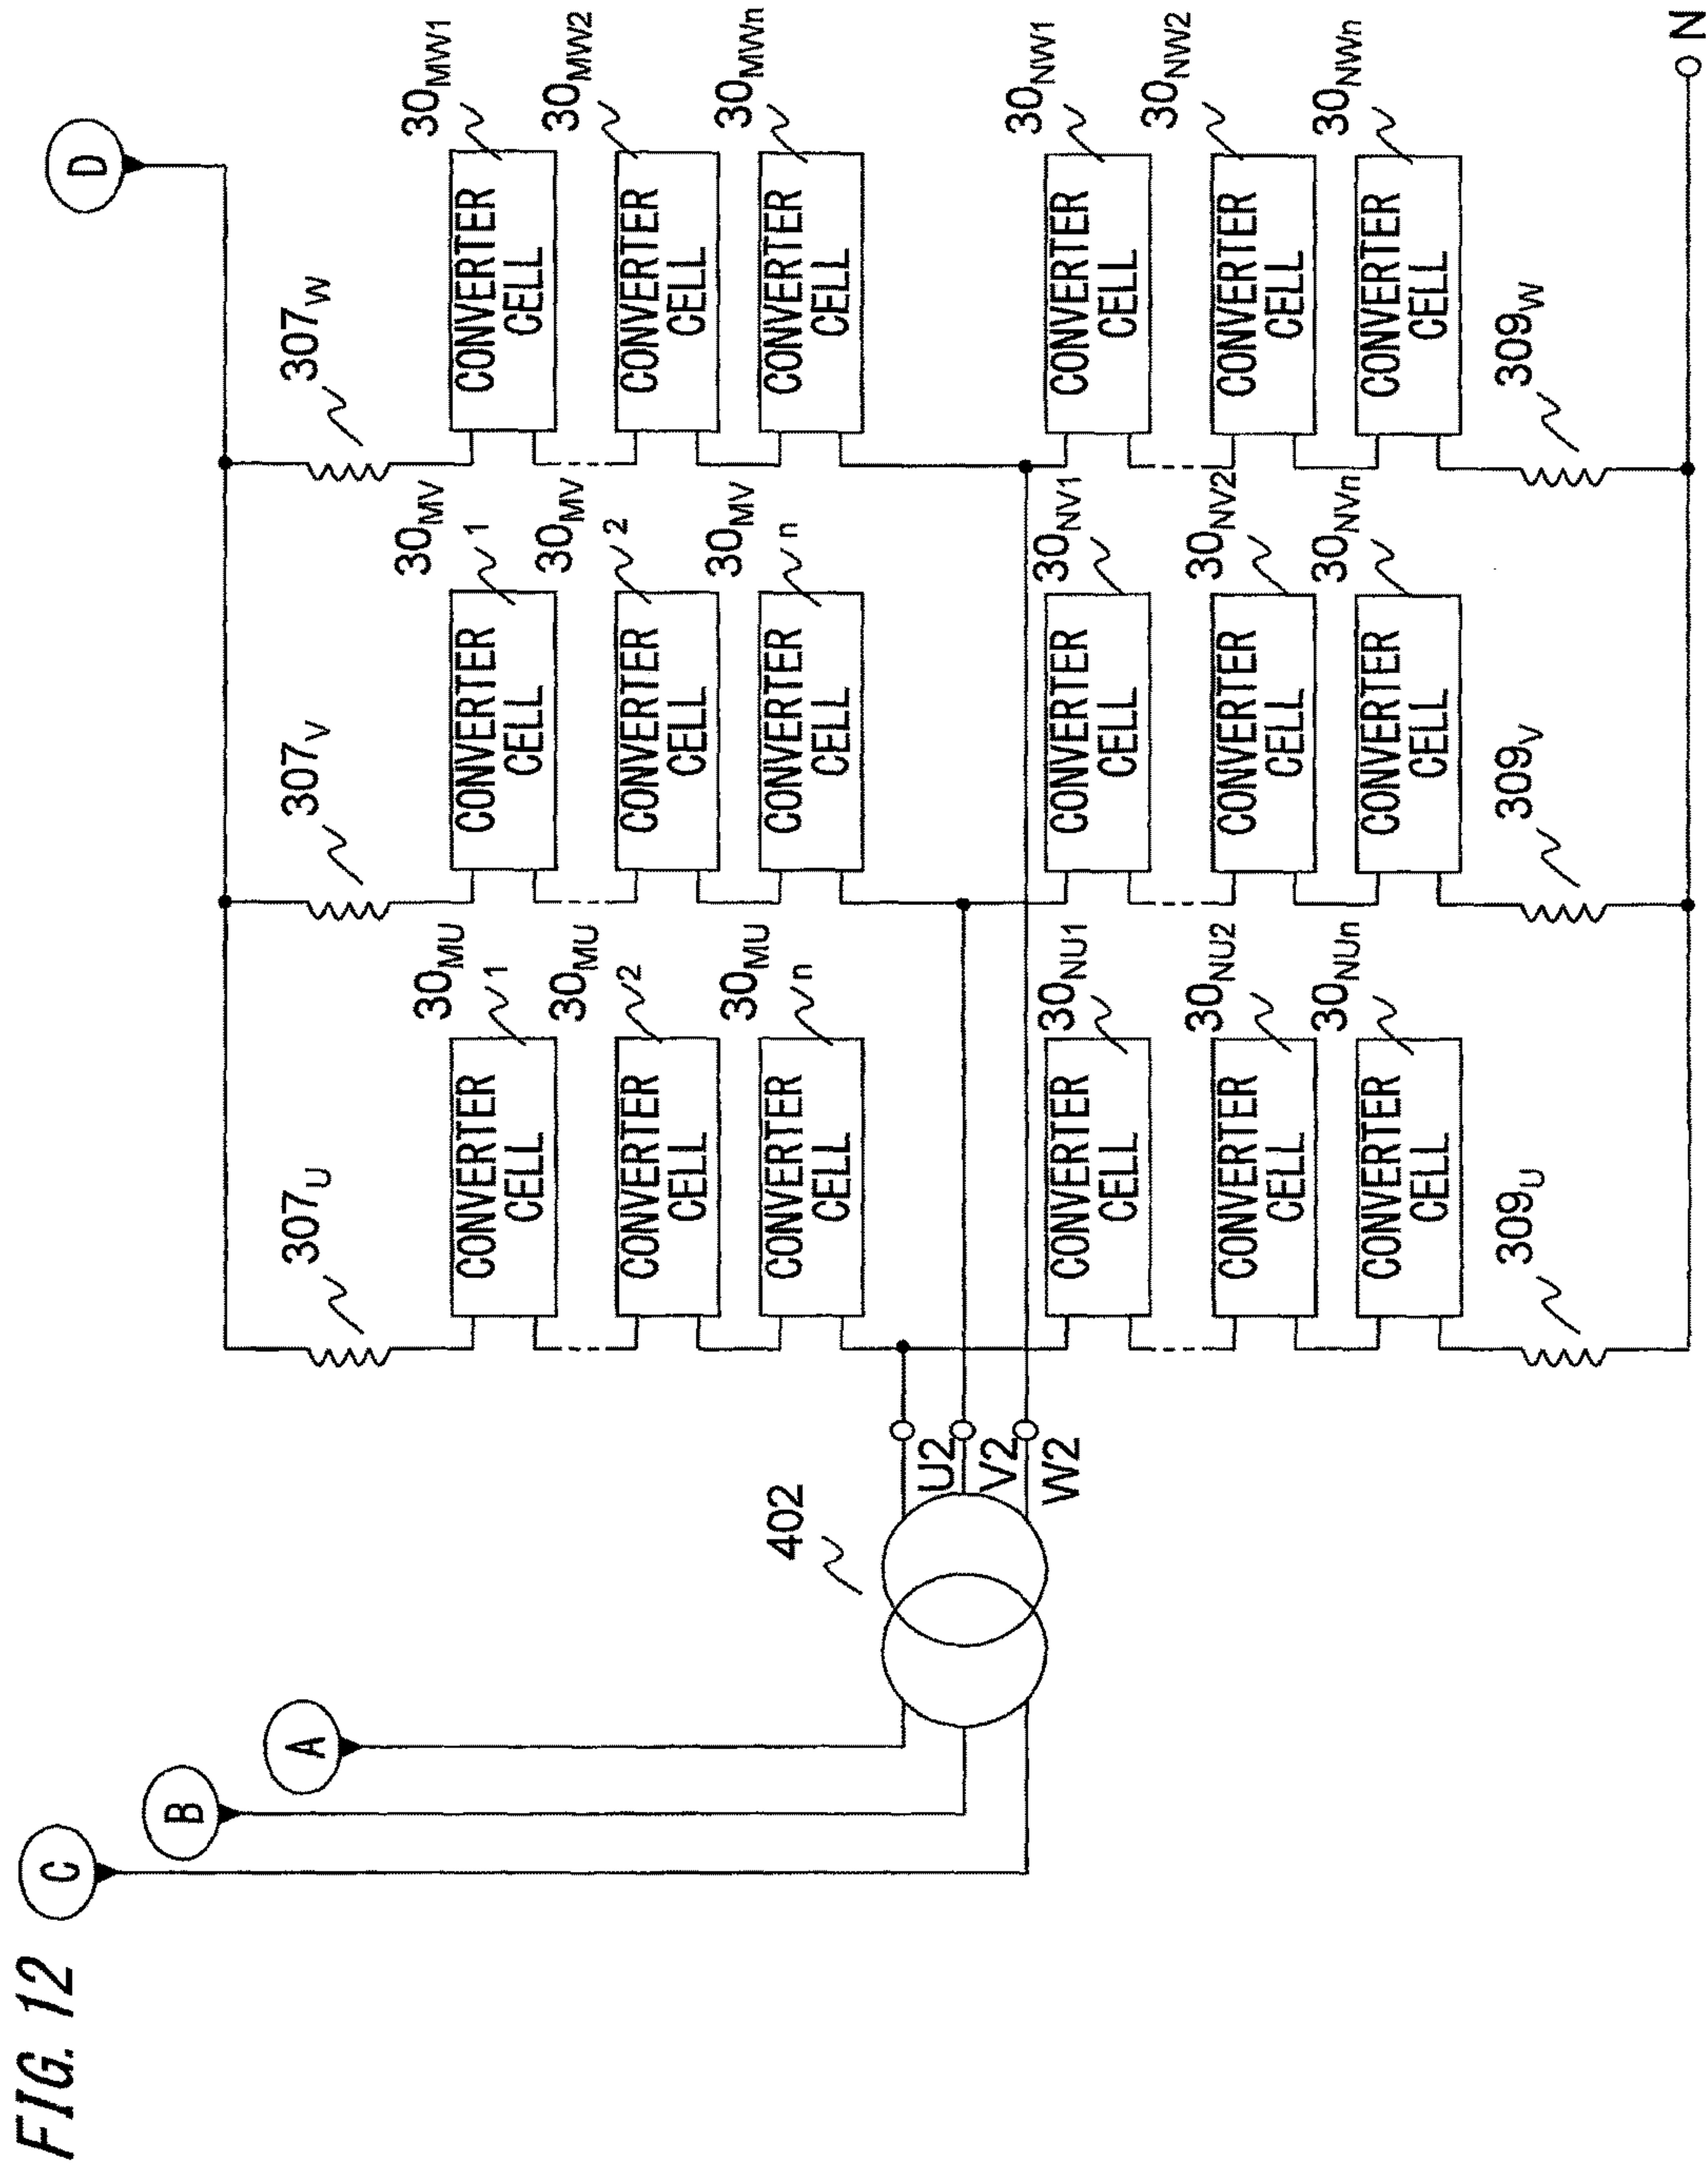 FIG. 12
C
B
A
D
402
U2
V2
W2
307U
307V
307W
30MU1
30MU2
30MUn
30MV1
30MV2
30MVn
30MW1
30MW2
30MWn
CONVERTER
CELL
CONVERTER
CELL
CONVERTER
CELL
CONVERTER
CELL
CONVERTER
CELL
CONVERTER
CELL
CONVERTER
CELL
CONVERTER
CELL
CONVERTER
CELL
30NU1
30NU2
30NUn
30NV1
30NV2
30NVn
30NW1
30NW2
30NWn
CONVERTER
CELL
CONVERTER
CELL
CONVERTER
CELL
CONVERTER
CELL
CONVERTER
CELL
CONVERTER
CELL
CONVERTER
CELL
CONVERTER
CELL
CONVERTER
CELL
309U
309V
309W
N